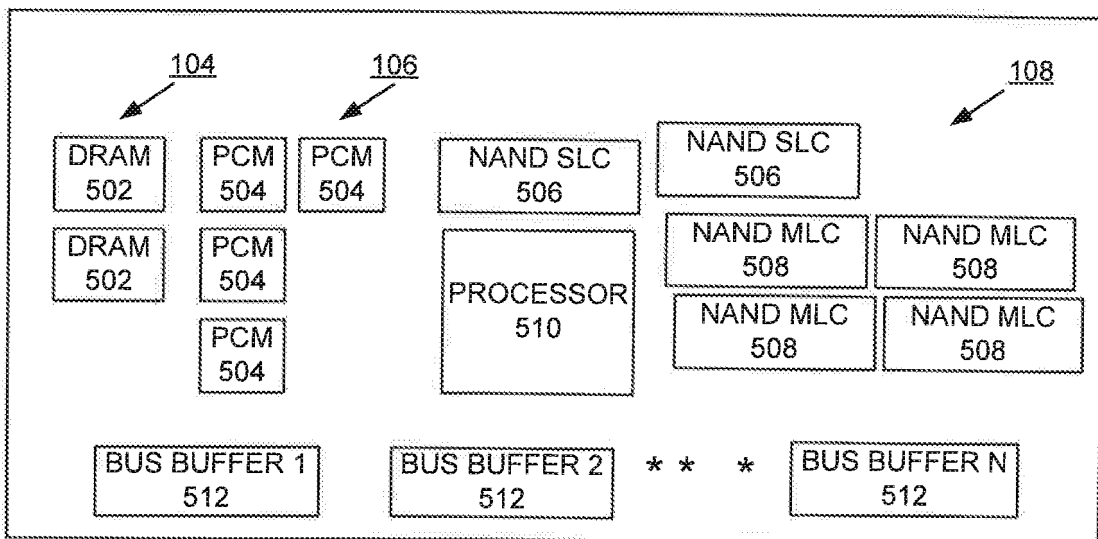 104
106
108
DRAM
502
PCM
504
PCM
504
NAND SLC
506
NAND SLC
506
DRAM
502
PCM
504
PROCESSOR
510
NAND MLC
508
NAND MLC
508
PCM
504
NAND MLC
508
NAND MLC
508
BUS BUFFER 1
512
BUS BUFFER 2
512
* * *
BUS BUFFER N
512